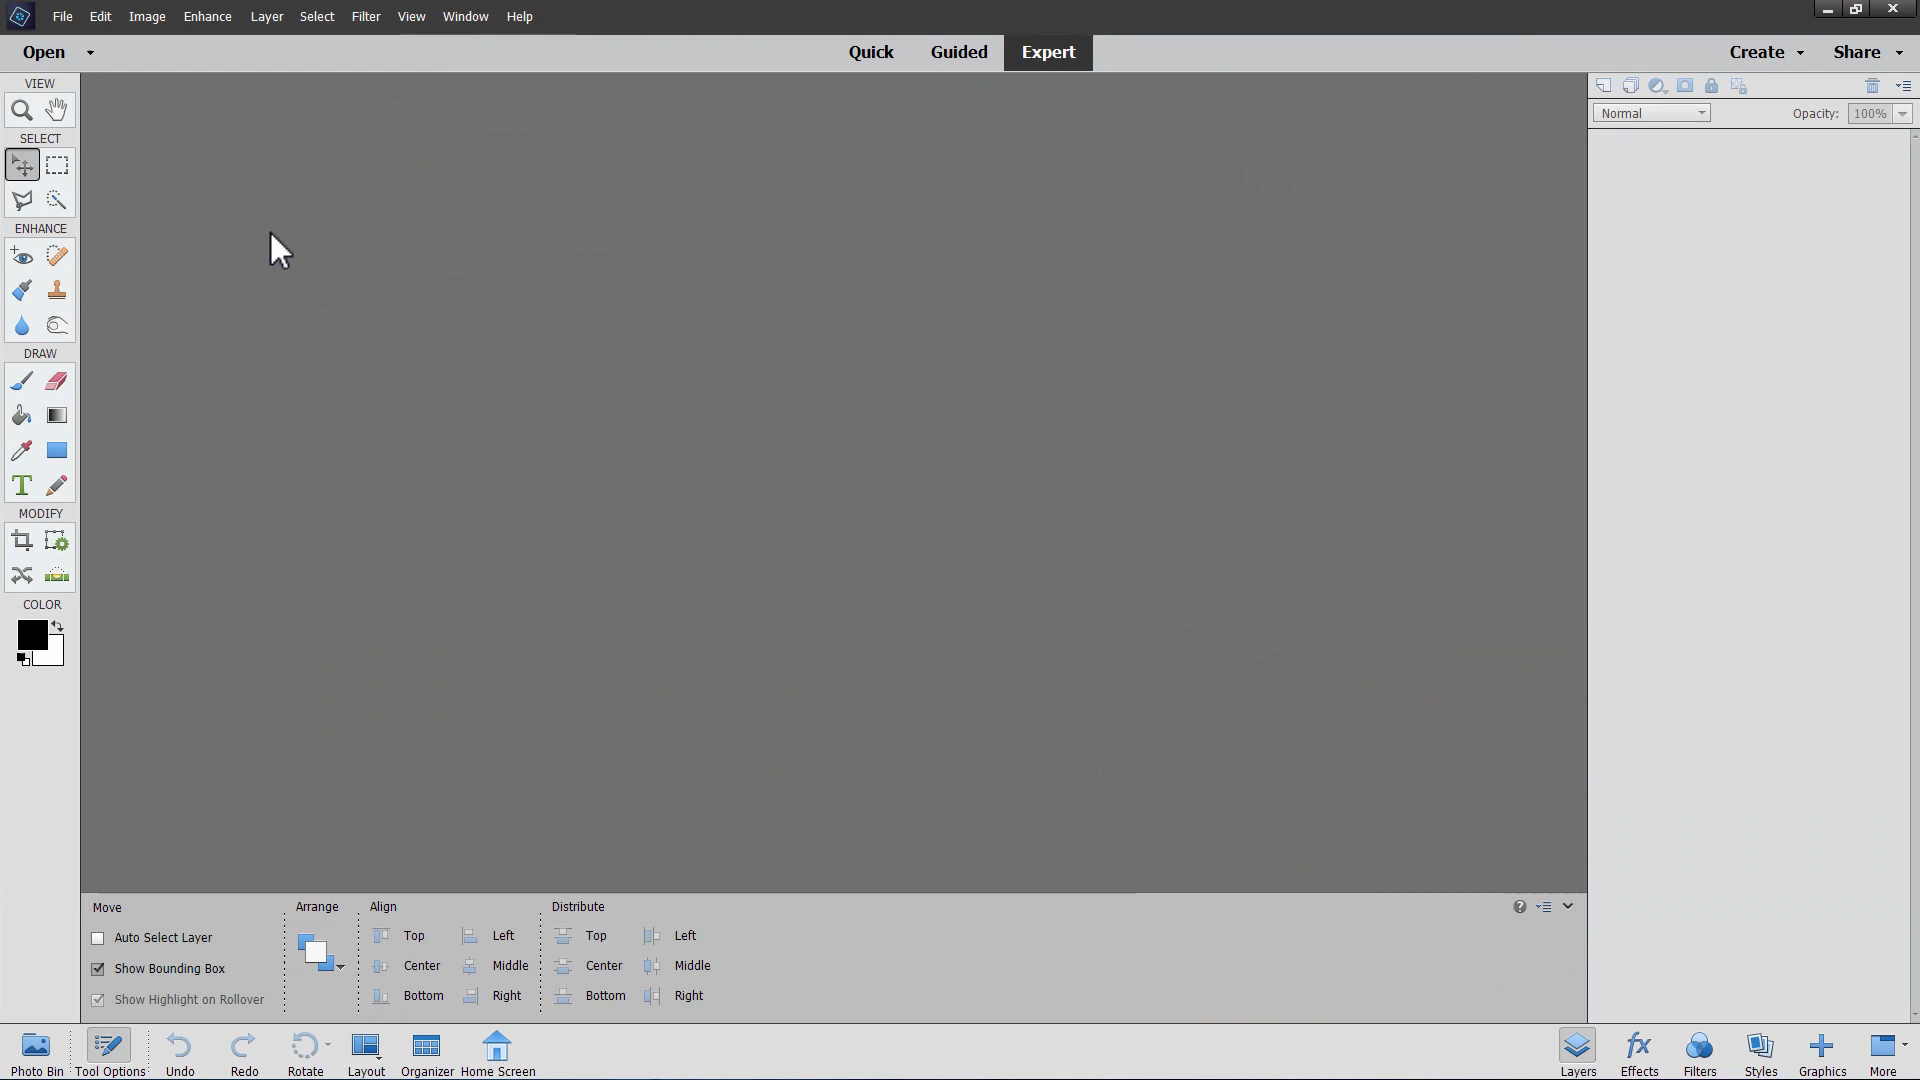 File Edit Image Enhance Layer Select Filter View Window Help
Open Quick Guided Expert Create Share
VIEW
SELECT
ENHANCE
DRAW
MODIFY
COLOR
Normal Opacity: 100%
Move Arrange Align Distribute
Auto Select Layer Top Left Top Left
Show Bounding Box Center Middle Center Middle
Show Highlight on Rollover Bottom Right Bottom Right
Photo Bin Tool Options Undo Redo Rotate Layout Organizer Home Screen Layers Effects Filters Styles Graphics More